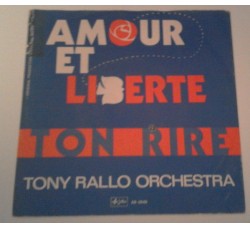 AMOUR
ET
LIBERTE
TON RIRE
TONY RALLO ORCHESTRA